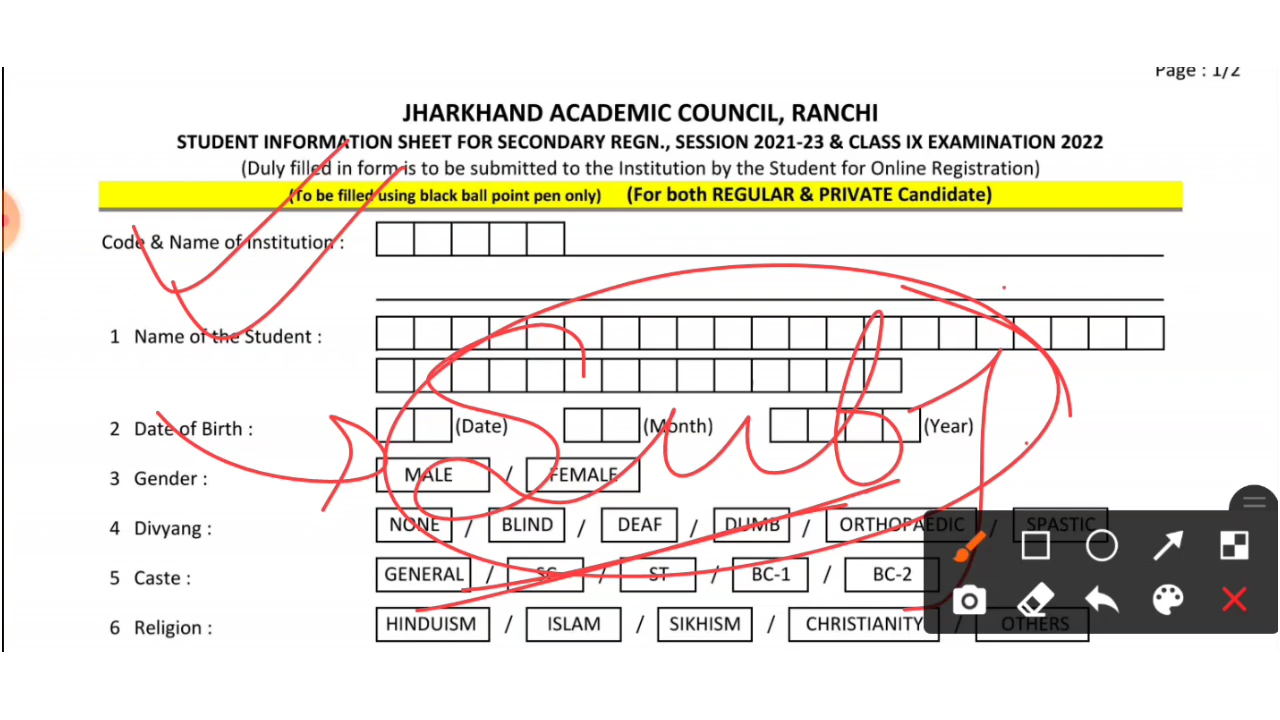 Page : 1/2
JHARKHAND ACADEMIC COUNCIL, RANCHI
STUDENT INFORMATION SHEET FOR SECONDARY REGN., SESSION 2021-23 & CLASS IX EXAMINATION 2022
(Duly filled in form is to be submitted to the Institution by the Student for Online Registration)
(To be filled using black ball point pen only) (For both REGULAR & PRIVATE Candidate)
Code & Name of Institution :
1 Name of the Student :
2 Date of Birth : (Date) (Month) (Year)
Subj
3 Gender : MALE / FEMALE
4 Divyang : NONE / BLIND / DEAF / DUMB / ORTHOPAEDIC / SPASTIC
5 Caste : GENERAL / SC / ST / BC-1 / BC-2
6 Religion : HINDUISM / ISLAM / SIKHISM / CHRISTIANITY / OTHERS